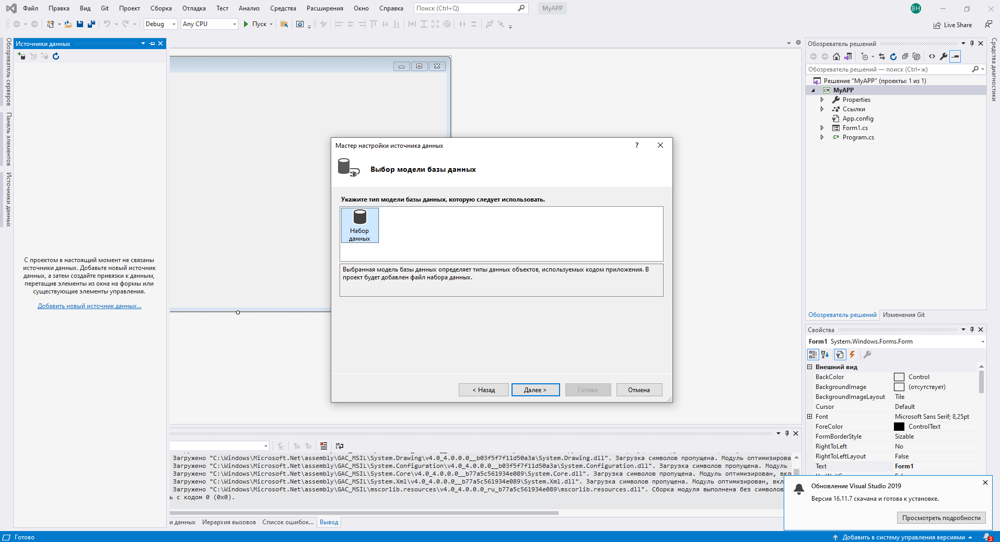 Файл Правка Вид Git Проект Сборка Отладка Тест Анализ Средства Расширения Окно Справка Поиск (Ctrl+Q) MyAPP BH
Debug Any CPU Пуск Live Share
Обозреватель серверов
Панель элементов
Источники данных
Источники данных
С проектом в настоящий момент не связаны
источники данных. Добавьте новый источник
данных, а затем создайте привязки к данным,
перетащив элементы из окна на формы или
существующие элементы управления.
Добавить новый источник данных...
Мастер настройки источника данных ?
Выбор модели базы данных
Укажите тип модели базы данных, которую следует использовать.
Набор
данных
Выбранная модель базы данных определяет типы данных объектов, используемых кодом приложения. В
проект будет добавлен файл набора данных.
< Назад Далее > Готово Отмена
Загружено "C:\Windows\Microsoft.Net\assembly\GAC_MSIL\System.Drawing\v4.0_4.0.0.0__b03f5f7f11d50a3a\System.Drawing.dll". Загрузка символов пропущена. Модуль оптимизирова
Загружено "C:\Windows\Microsoft.Net\assembly\GAC_MSIL\System.Configuration\v4.0_4.0.0.0__b03f5f7f11d50a3a\System.Configuration.dll". Загрузка символов пропущена. Модуль
Загружено "C:\Windows\Microsoft.Net\assembly\GAC_MSIL\System.Core\v4.0_4.0.0.0__b77a5c561934e089\System.Core.dll". Загрузка символов пропущена. Модуль оптимизирован, вкл
Загружено "C:\Windows\Microsoft.Net\assembly\GAC_MSIL\System.Xml\v4.0_4.0.0.0__b77a5c561934e089\System.Xml.dll". Загрузка символов пропущена. Модуль оптимизирован, вкл
Загружено "C:\Windows\Microsoft.Net\assembly\GAC_MSIL\mscorlib.resources\v4.0_4.0.0.0_ru_b77a5c561934e089\mscorlib.resources.dll". Сборка модуля выполнена без символов
ь с кодом 0 (0x0).
и данных Иерархия вызовов Список ошибок... Вывод
Обозреватель решений
Обозреватель решений — поиск (Ctrl+ж)
Решение "MyAPP" (проекты: 1 из 1)
C# MyAPP
Properties
Ссылки
App.config
Form1.cs
C# Program.cs
Обозреватель решений Изменения Git
Свойства
Form1 System.Windows.Forms.Form
Внешний вид
BackColor Control
BackgroundImage (отсутствует)
BackgroundImageLayout Tile
Cursor Default
Font Microsoft Sans Serif; 8,25pt
ForeColor ControlText
FormBorderStyle Sizable
RightToLeft No
RightToLeftLayout False
Text Form1
Средства диагностики
Обновление Visual Studio 2019
Версия 16.11.7 скачана и готова к установке.
Просмотреть подробности
Готово Добавить в систему управления версиями 3